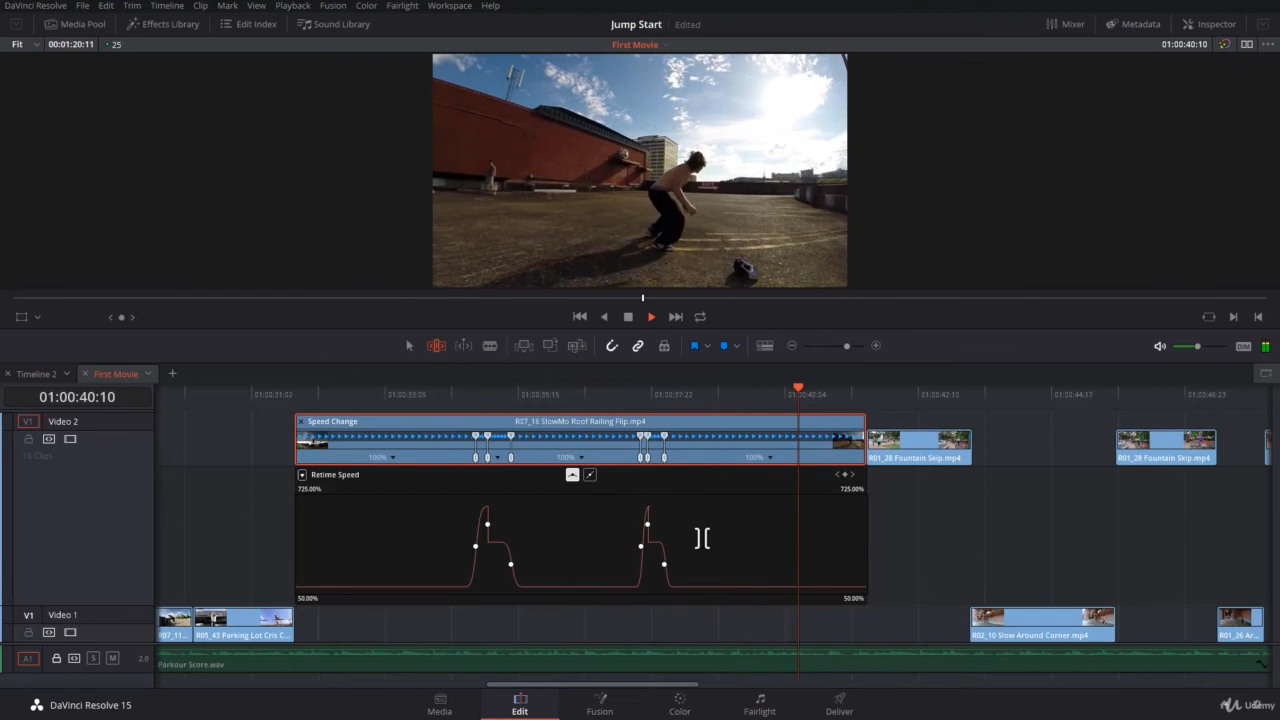 DaVinci Resolve File Edit Trim Timeline Clip Mark View Playback Fusion Color Fairlight Workspace Help
Media Pool Effects Library Edit Index Sound Library Jump Start Edited Mixer Metadata Inspector
Fit 00:01:20:11 25 First Movie 01:00:40:10
DIM
Timeline 2 First Movie
01:00:40:10 01:00:31:02 01:00:33:09 01:00:35:15 01:00:37:22 01:00:40:04 01:00:42:10 01:00:44:17 01:00:46:23
V1 Video 2 Speed Change R07_16 SlowMo Roof Railing Flip.mp4
16 Clips 100% 100% 100% R01_28 Fountain Skip.mp4 R01_28 Fountain Skip.mp4
Retime Speed
725.00% 725.00%
50.00% 50.00%
V1 Video 1
R07_11... R05_43 Parking Lot Cris C... R02_10 Slow Around Corner.mp4 R01_26 Ar...
A1 S M 2.0 Parkour Score.wav
DaVinci Resolve 15 Media Edit Fusion Color Fairlight Deliver Udemy